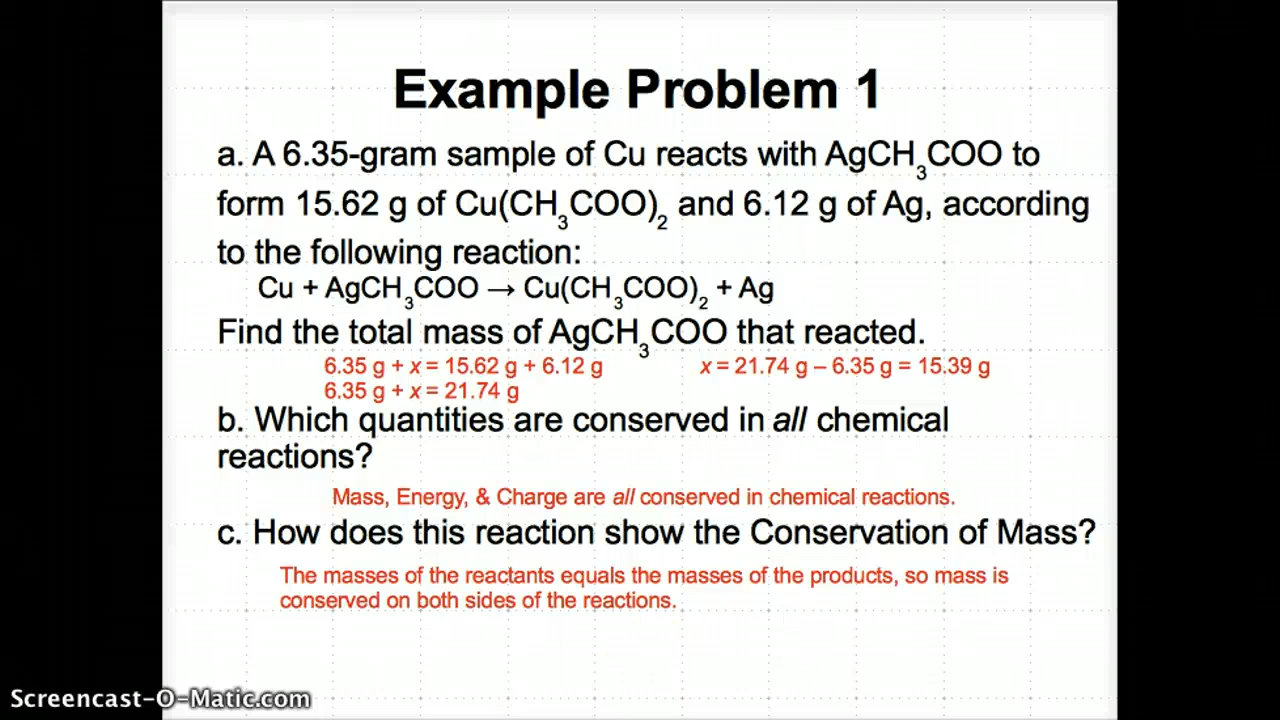 Example Problem 1
a. A 6.35-gram sample of Cu reacts with AgCH₃COO to
form 15.62 g of Cu(CH₃COO)₂ and 6.12 g of Ag, according
to the following reaction:
Cu + AgCH₃COO → Cu(CH₃COO)₂ + Ag
Find the total mass of AgCH₃COO that reacted.
6.35 g + x = 15.62 g + 6.12 g x = 21.74 g – 6.35 g = 15.39 g
6.35 g + x = 21.74 g
b. Which quantities are conserved in all chemical
reactions?
Mass, Energy, & Charge are all conserved in chemical reactions.
c. How does this reaction show the Conservation of Mass?
The masses of the reactants equals the masses of the products, so mass is
conserved on both sides of the reactions.
Screencast-O-Matic.com